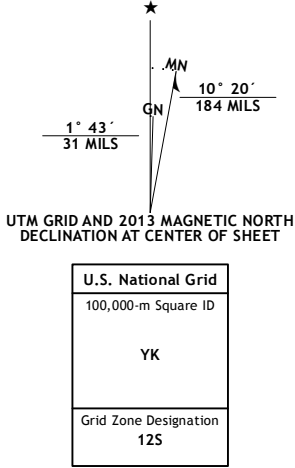 ★
MN
10° 20´
184 MILS
GN
1° 43´
31 MILS
UTM GRID AND 2013 MAGNETIC NORTH
DECLINATION AT CENTER OF SHEET
U.S. National Grid
100,000-m Square ID
YK
Grid Zone Designation
12S